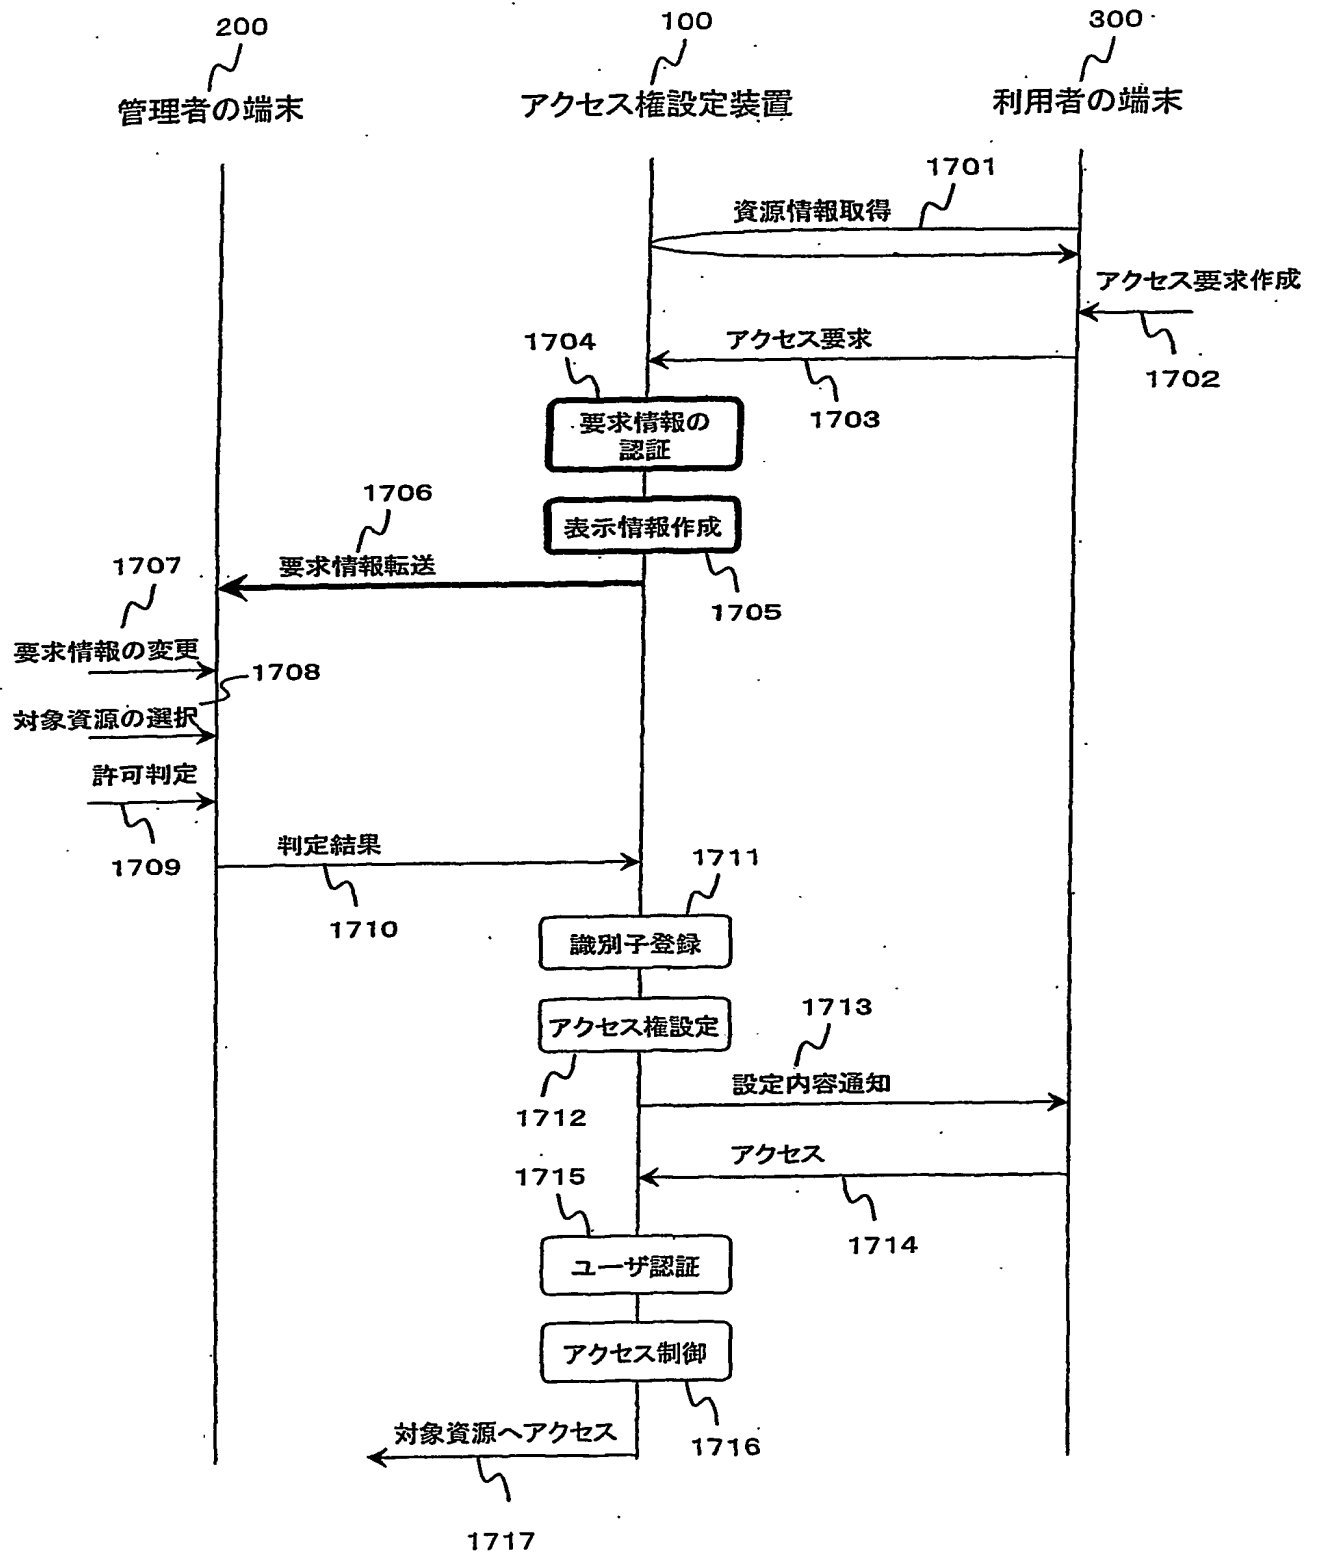 200
100
300
管理者の端末
アクセス権設定装置
利用者の端末
1701
資源情報取得
アクセス要求作成
1702
アクセス要求
1703
1704
要求情報の
認証
表示情報作成
1705
1706
要求情報転送
1707
要求情報の変更
1708
対象資源の選択
許可判定
1709
判定結果
1710
1711
識別子登録
アクセス権設定
1712
1713
設定内容通知
アクセス
1714
1715
ユーザ認証
アクセス制御
1716
対象資源へアクセス
1717